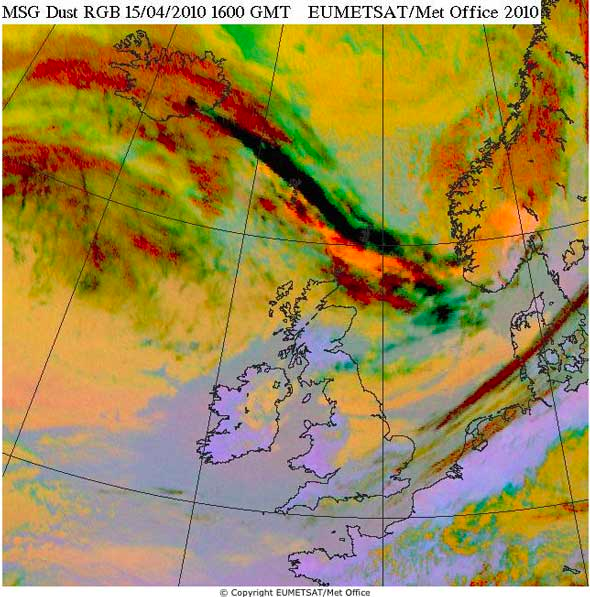 MSG Dust RGB 15/04/2010 1600 GMT EUMETSAT/Met Office 2010
© Copyright EUMETSAT/Met Office